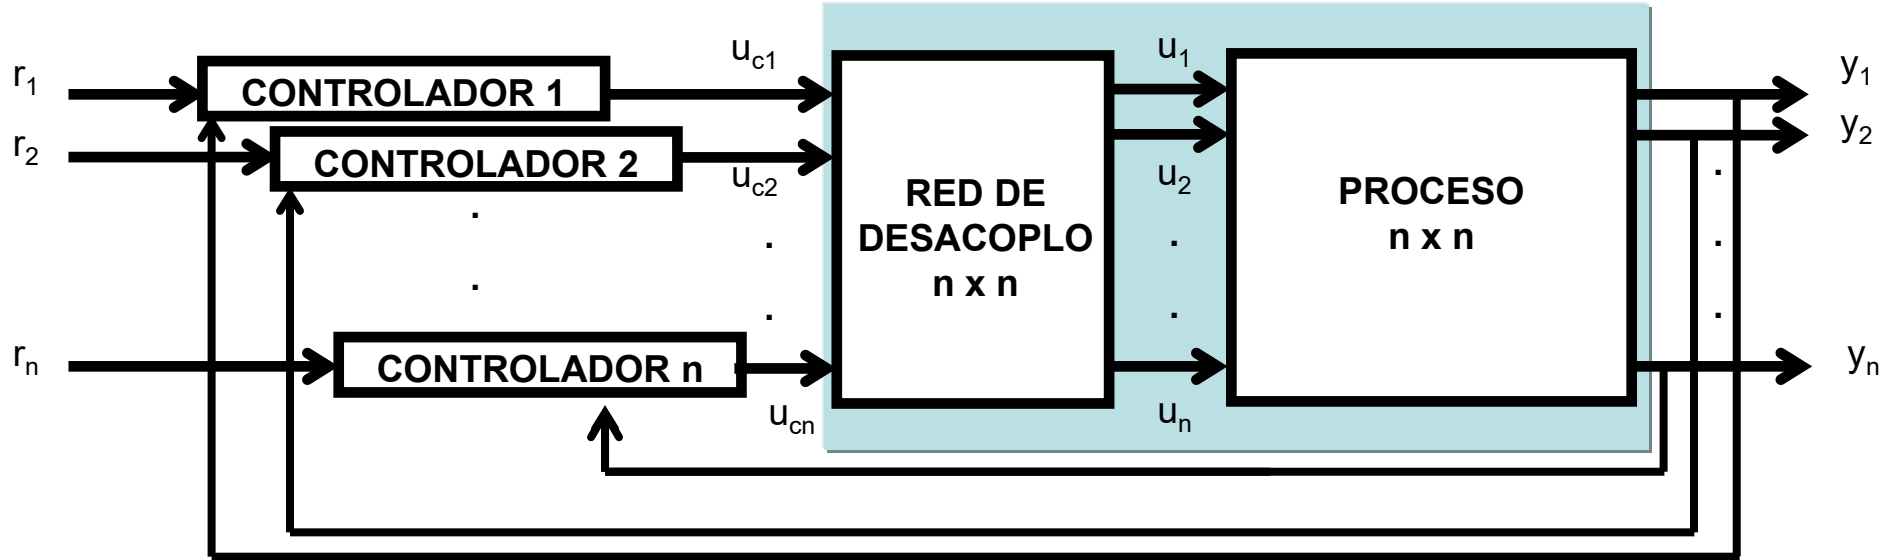 r1
CONTROLADOR 1
uc1
u1
y1
r2
CONTROLADOR 2
uc2
u2
y2
RED DE
DESACOPLO
n x n
PROCESO
n x n
rn
CONTROLADOR n
ucn
un
yn